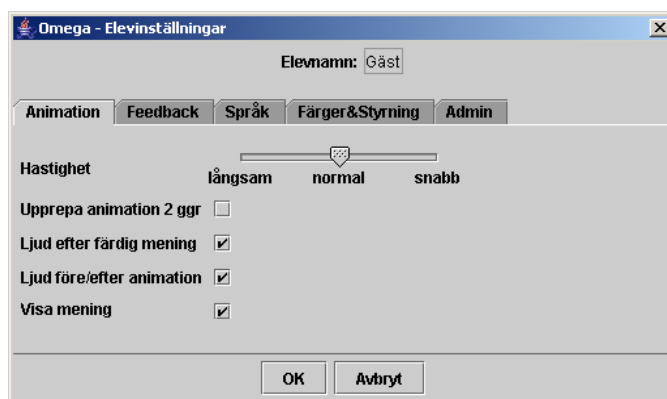 Omega - Elevinställningar
Elevnamn: Gäst
Animation Feedback Språk Färger&Styrning Admin
Hastighet
långsam normal snabb
Upprepa animation 2 ggr
Ljud efter färdig mening
Ljud före/efter animation
Visa mening
OK Avbryt